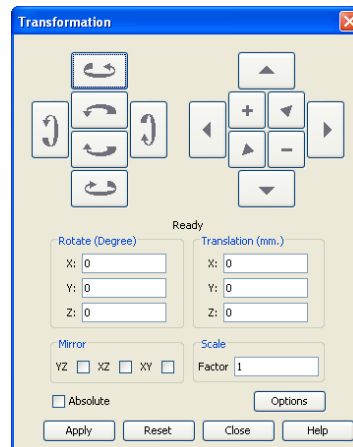 Transformation
Ready
Rotate (Degree) Translation (mm.)
X: 0 X: 0
Y: 0 Y: 0
Z: 0 Z: 0
Mirror Scale
YZ XZ XY Factor 1
Absolute Options
Apply Reset Close Help